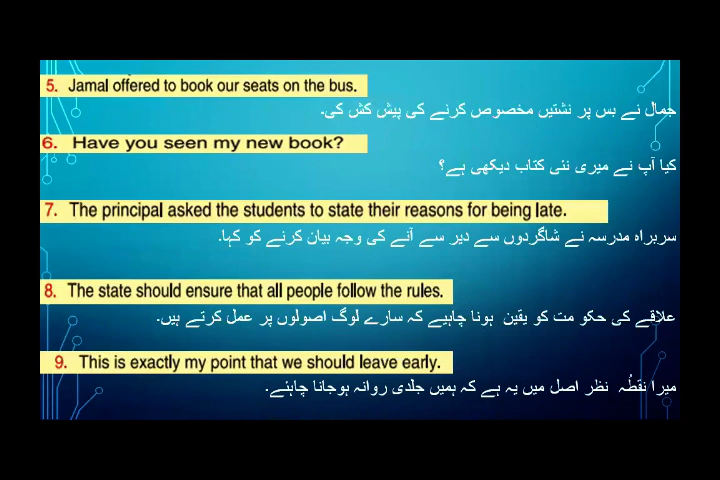 5. Jamal offered to book our seats on the bus.
جمال نے بس پر نشتیں مخصوص کرنے کی پیش کش کی۔
6. Have you seen my new book?
کیا آپ نے میری نئی کتاب دیکھی ہے؟
7. The principal asked the students to state their reasons for being late.
سربراہ مدرسہ نے شاگردوں سے دیر سے آنے کی وجہ بیان کرنے کو کہا۔
8. The state should ensure that all people follow the rules.
علاقے کی حکو مت کو یقین ہونا چاہیے کہ سارے لوگ اصولوں پر عمل کرتے ہیں۔
9. This is exactly my point that we should leave early.
میرا نقطُہ نظر اصل میں یہ ہے کہ ہمیں جلدی روانہ ہوجانا چاہئے۔